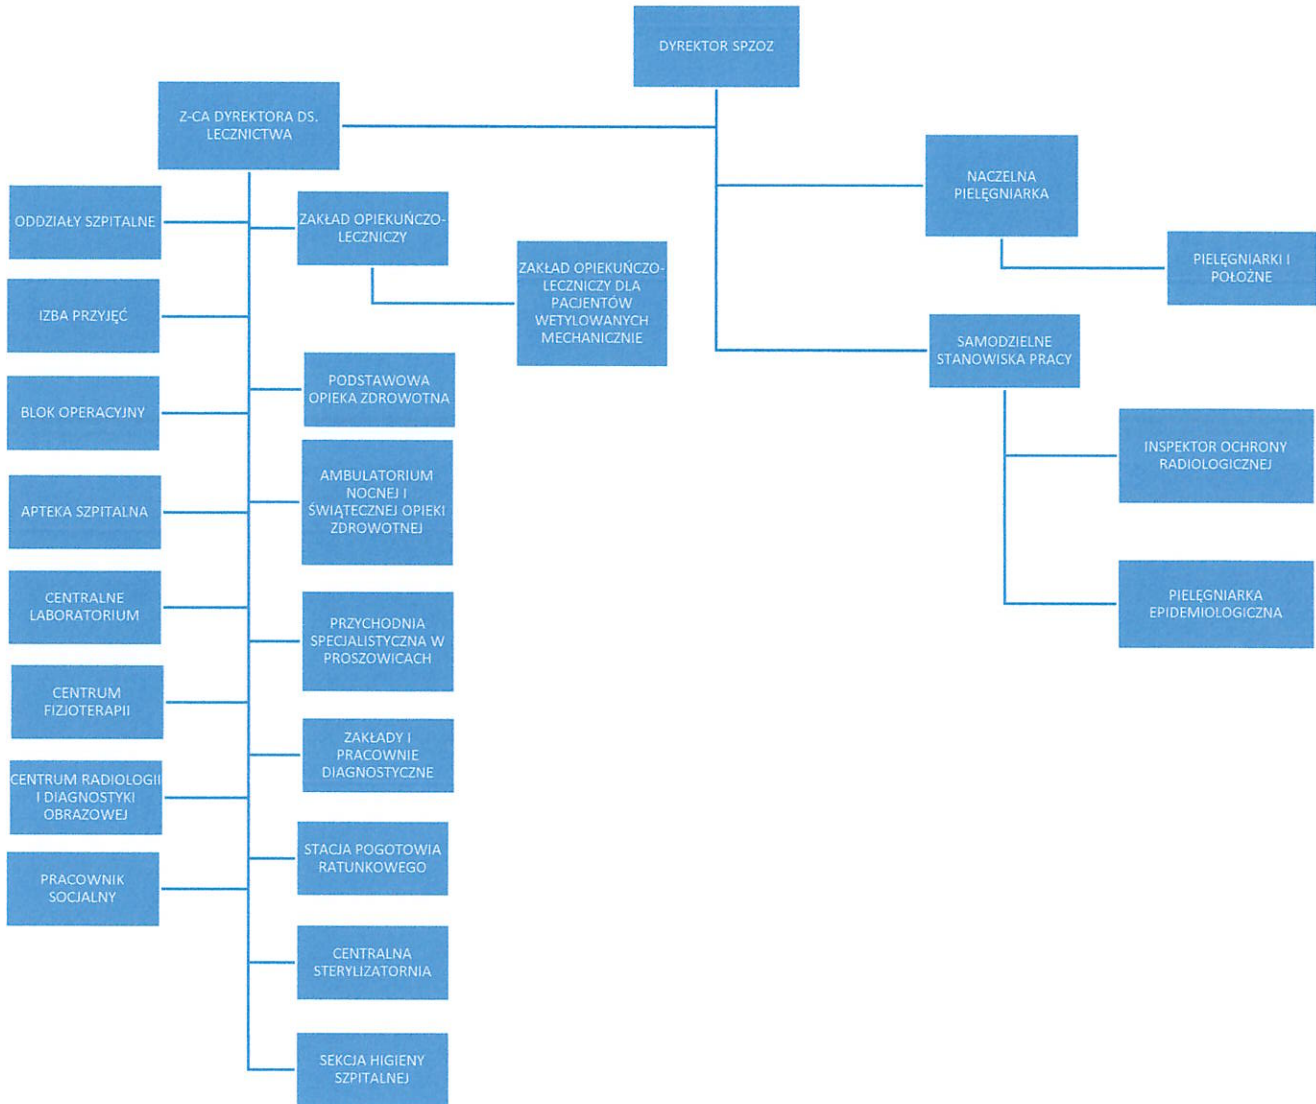 DYREKTOR SPZOZ
Z-CA DYREKTORA DS.
LECZNICTWA
NACZELNA
PIELĘGNIARKA
ODDZIAŁY SZPITALNE
ZAKŁAD OPIEKUŃCZO-
LECZNICZY
ZAKŁAD OPIEKUŃCZO-
LECZNICZY DLA
PACJENTÓW
WETYLOWANYCH
MECHANICZNIE
PIELĘGNIARKI I
POŁOŻNE
IZBA PRZYJĘĆ
SAMODZIELNE
STANOWISKA PRACY
PODSTAWOWA
OPIEKA ZDROWOTNA
BLOK OPERACYJNY
INSPEKTOR OCHRONY
RADIOLOGICZNEJ
AMBULATORIUM
NOCNEJ I
ŚWIĄTECZNEJ OPIEKI
ZDROWOTNEJ
APTEKA SZPITALNA
CENTRALNE
LABORATORIUM
PIELĘGNIARKA
EPIDEMIOLOGICZNA
PRZYCHODNIA
SPECJALISTYCZNA W
PROSZOWICACH
CENTRUM
FIZJOTERAPII
ZAKŁADY I
PRACOWNIE
DIAGNOSTYCZNE
CENTRUM RADIOLOGII
I DIAGNOSTYKI
OBRAZOWEJ
STACJA POGOTOWIA
RATUNKOWEGO
PRACOWNIK
SOCJALNY
CENTRALNA
STERYLIZATORNIA
SEKCJA HIGIENY
SZPITALNEJ